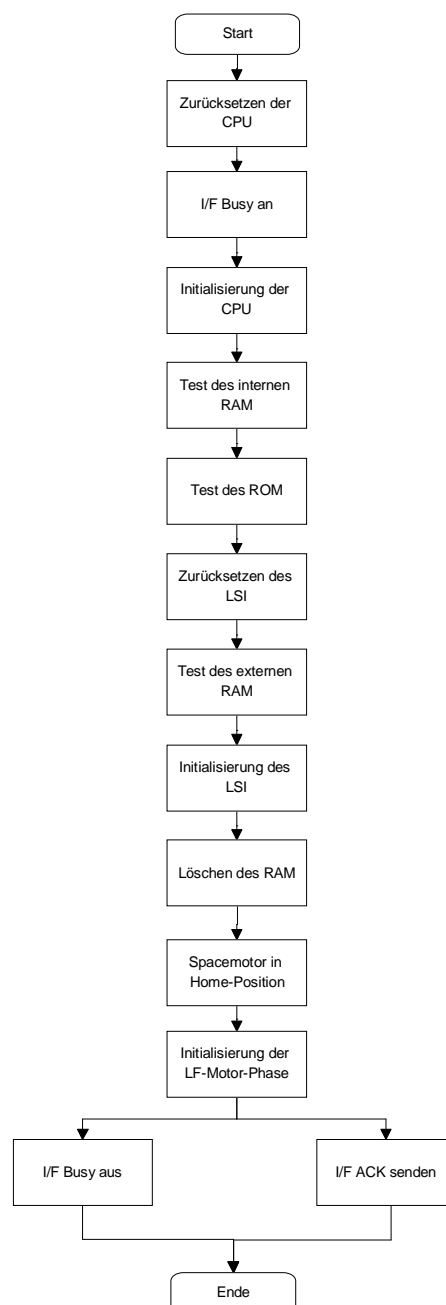 Start
Zurücksetzen der
CPU
I/F Busy an
Initialisierung der
CPU
Test des internen
RAM
Test des ROM
Zurücksetzen des
LSI
Test des externen
RAM
Initialisierung des
LSI
Löschen des RAM
Spacemotor in
Home-Position
Initialisierung der
LF-Motor-Phase
I/F Busy aus
I/F ACK senden
Ende